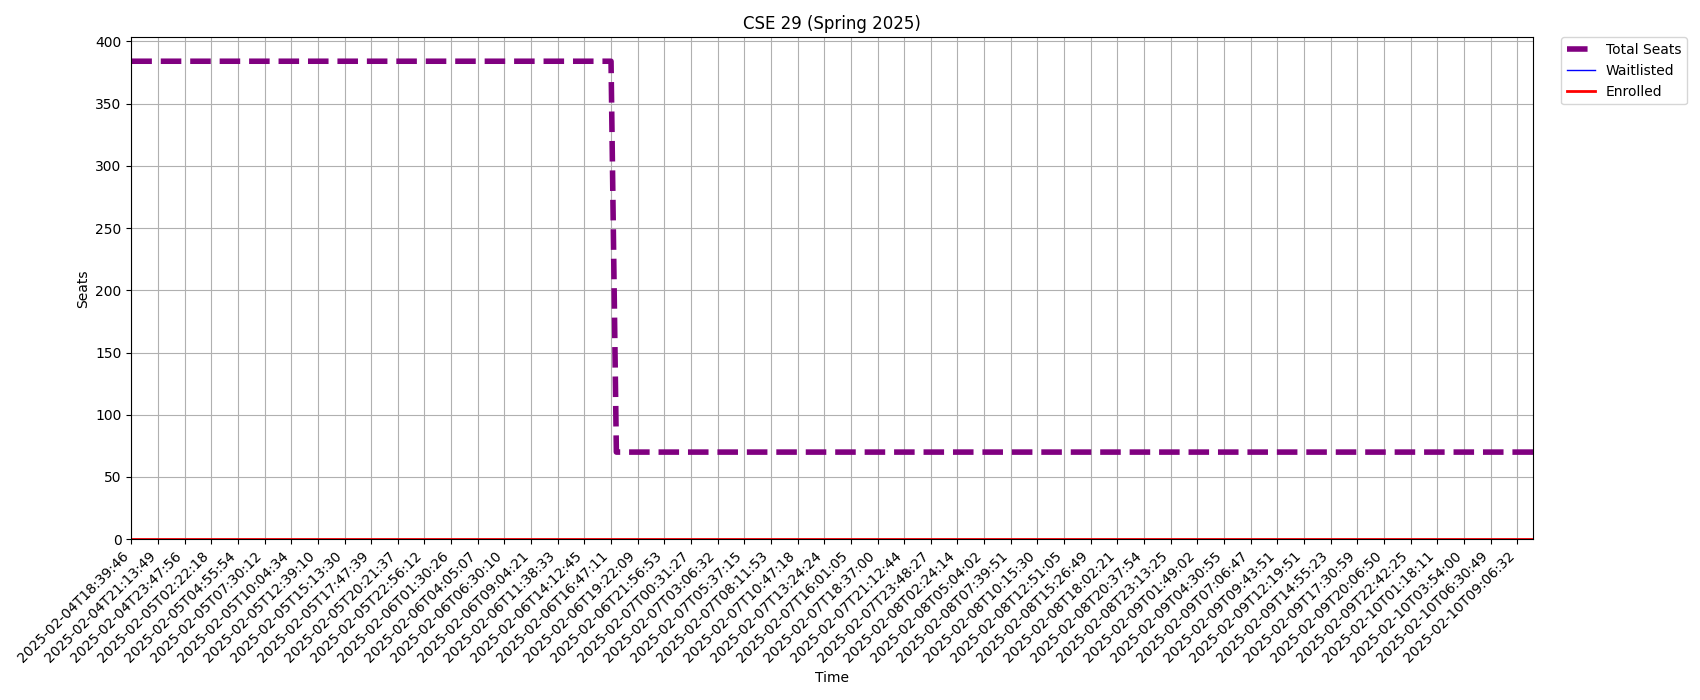 CSE 29 (Spring 2025)
Total Seats
Waitlisted
Enrolled
400
350
300
250
200
150
100
50
0
Seats
2025-02-04T18:39:46
2025-02-04T21:13:49
2025-02-04T23:47:56
2025-02-05T02:22:18
2025-02-05T04:55:54
2025-02-05T07:30:12
2025-02-05T10:04:34
2025-02-05T12:39:10
2025-02-05T15:13:30
2025-02-05T17:47:39
2025-02-05T20:21:37
2025-02-05T22:56:12
2025-02-06T01:30:26
2025-02-06T04:05:07
2025-02-06T06:30:10
2025-02-06T09:04:21
2025-02-06T11:38:33
2025-02-06T14:12:45
2025-02-06T16:47:11
2025-02-06T19:22:09
2025-02-06T21:56:53
2025-02-07T00:31:27
2025-02-07T03:06:32
2025-02-07T05:37:15
2025-02-07T08:11:53
2025-02-07T10:47:18
2025-02-07T13:24:24
2025-02-07T16:01:05
2025-02-07T18:37:00
2025-02-07T21:12:44
2025-02-07T23:48:27
2025-02-08T02:24:14
2025-02-08T05:04:02
2025-02-08T07:39:51
2025-02-08T10:15:30
2025-02-08T12:51:05
2025-02-08T15:26:49
2025-02-08T18:02:21
2025-02-08T20:37:54
2025-02-08T23:13:25
2025-02-09T01:49:02
2025-02-09T04:30:55
2025-02-09T07:06:47
2025-02-09T09:43:51
2025-02-09T12:19:51
2025-02-09T14:55:23
2025-02-09T17:30:59
2025-02-09T20:06:50
2025-02-09T22:42:25
2025-02-10T01:18:11
2025-02-10T03:54:00
2025-02-10T06:30:49
2025-02-10T09:06:32
Time